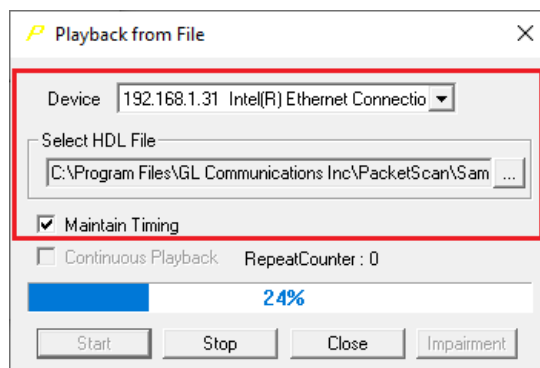 Playback from File
Device 192.168.1.31 Intel(R) Ethernet Connectio
Select HDL File
C:\Program Files\GL Communications Inc\PacketScan\Sam ...
Maintain Timing
Continuous Playback RepeatCounter : 0
24%
Start Stop Close Impairment